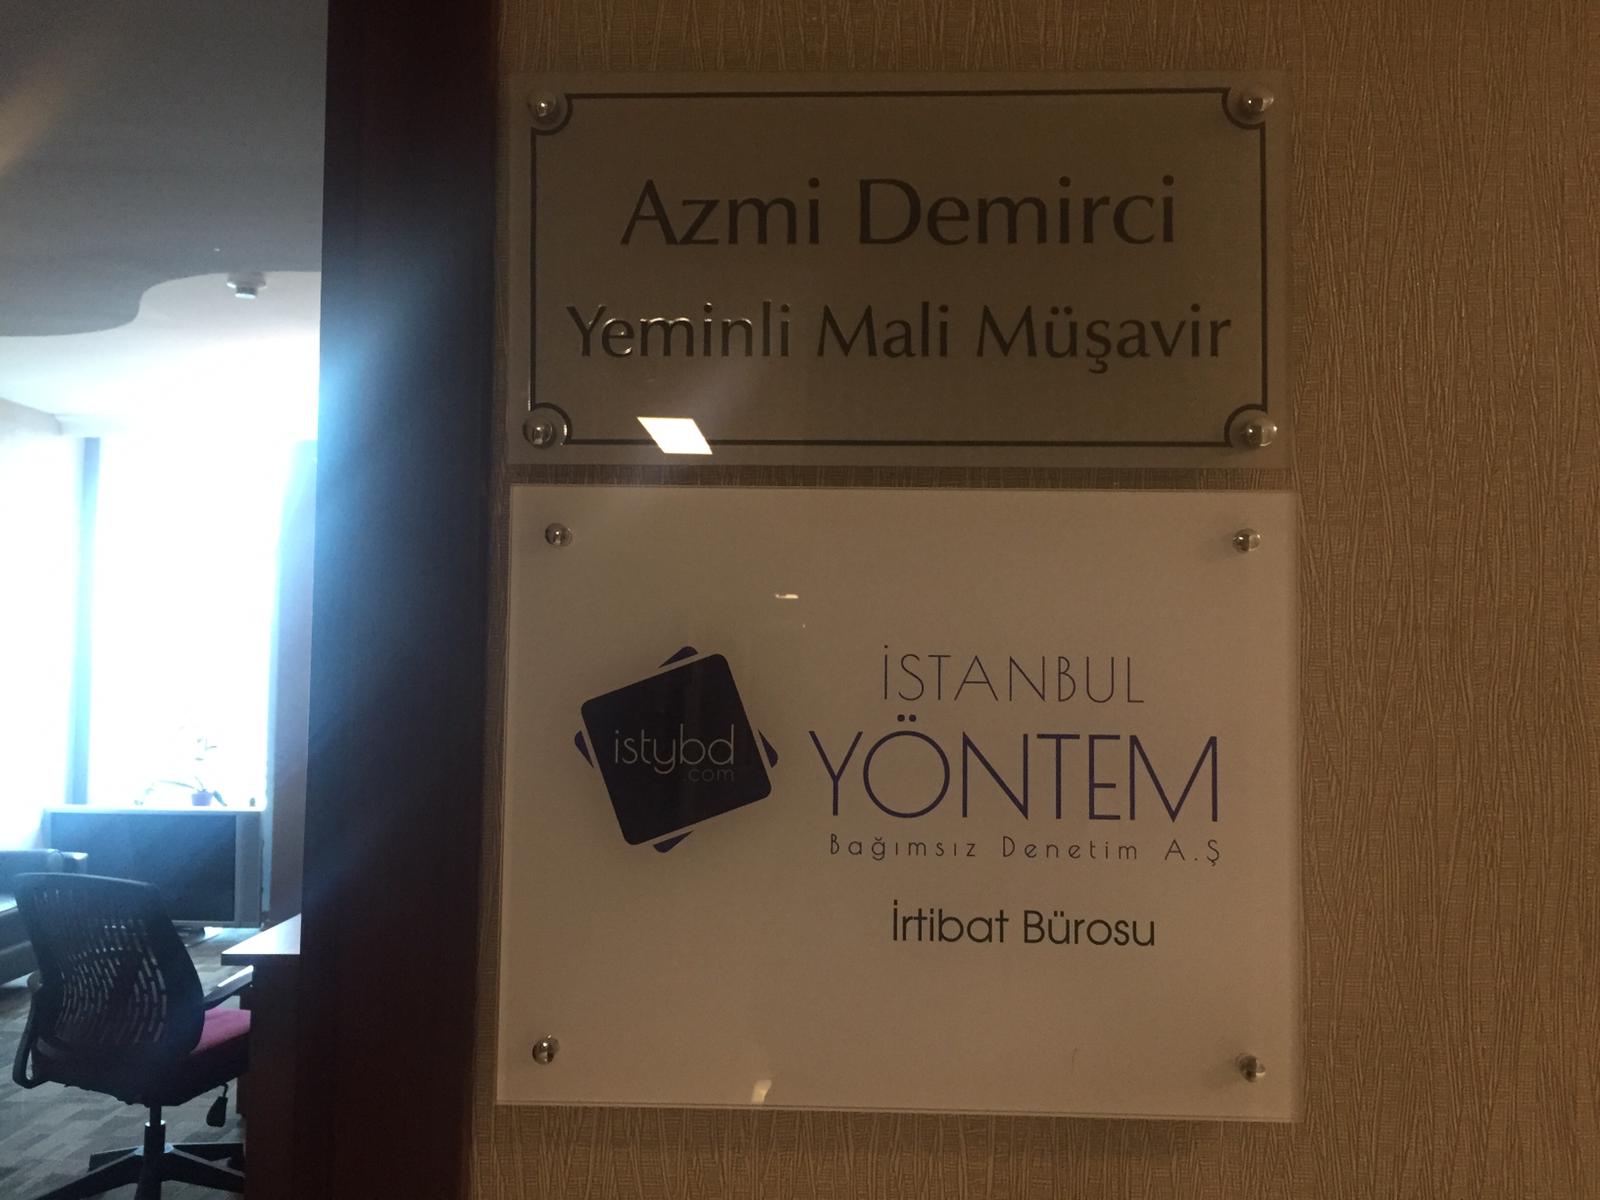 Azmi Demirci
Yeminli Mali Müşavir
istybd
.com
İSTANBUL
YÖNTEM
Bağımsız Denetim A.Ş
İrtibat Bürosu